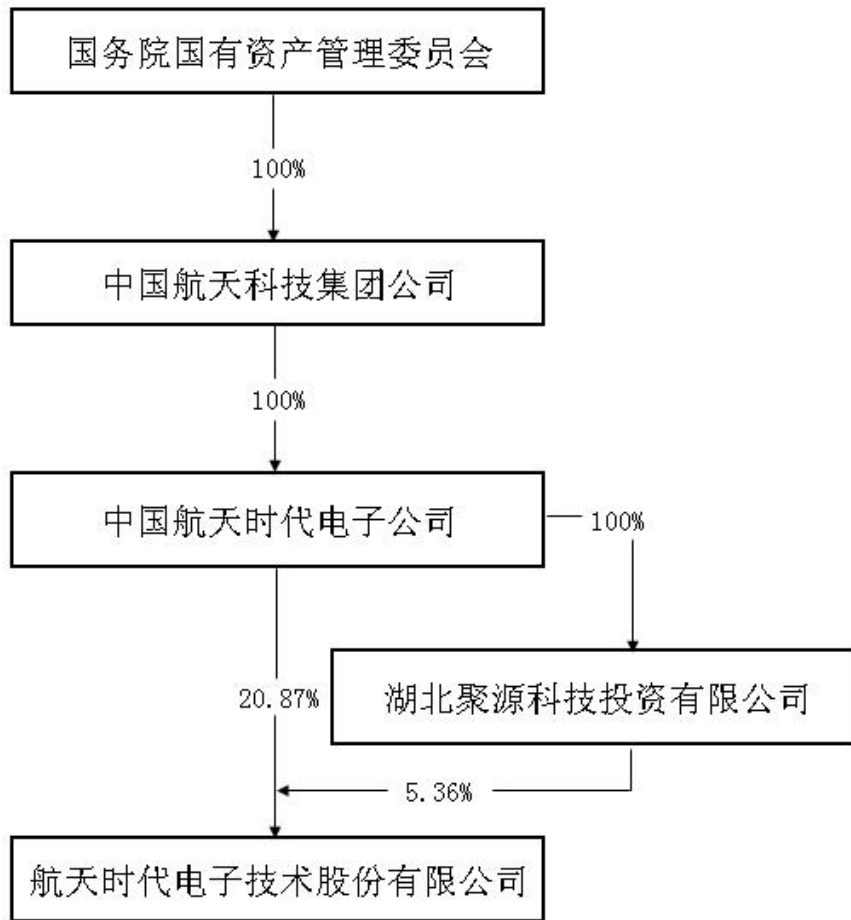 国务院国有资产管理委员会
100%
中国航天科技集团公司
100%
中国航天时代电子公司
100%
湖北聚源科技投资有限公司
20.87%
5.36%
航天时代电子技术股份有限公司